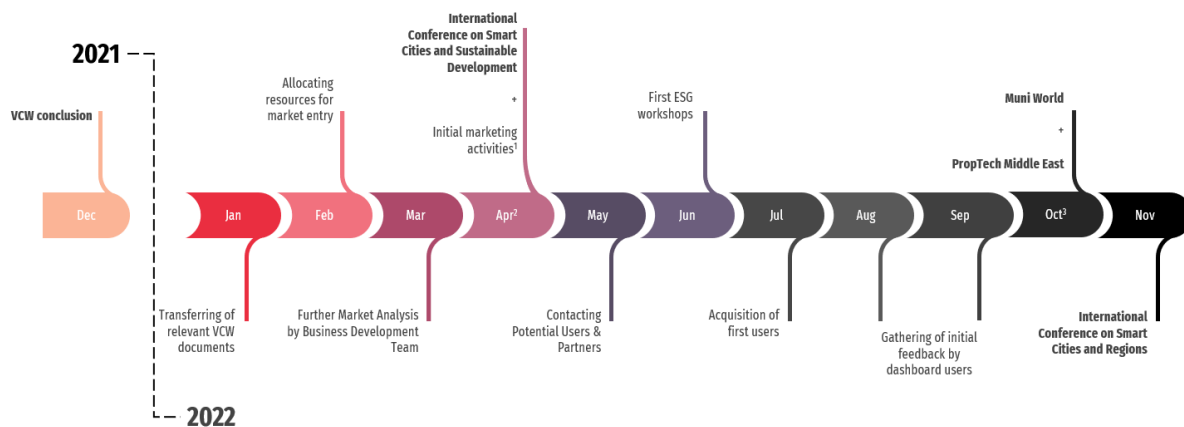 2021
VCW conclusion
Allocating
resources for
market entry
International
Conference on Smart
Cities and Sustainable
Development
+
Initial marketing
activities¹
First ESG
workshops
Muni World
+
PropTech Middle East
Dec
Jan
Feb
Mar
Apr²
May
Jun
Jul
Aug
Sep
Oct³
Nov
Transferring of
relevant VCW
documents
Further Market Analysis
by Business Development
Team
Contacting
Potential Users &
Partners
Acquisition of
first users
Gathering of initial
feedback by
dashboard users
International
Conference on Smart
Cities and Regions
2022